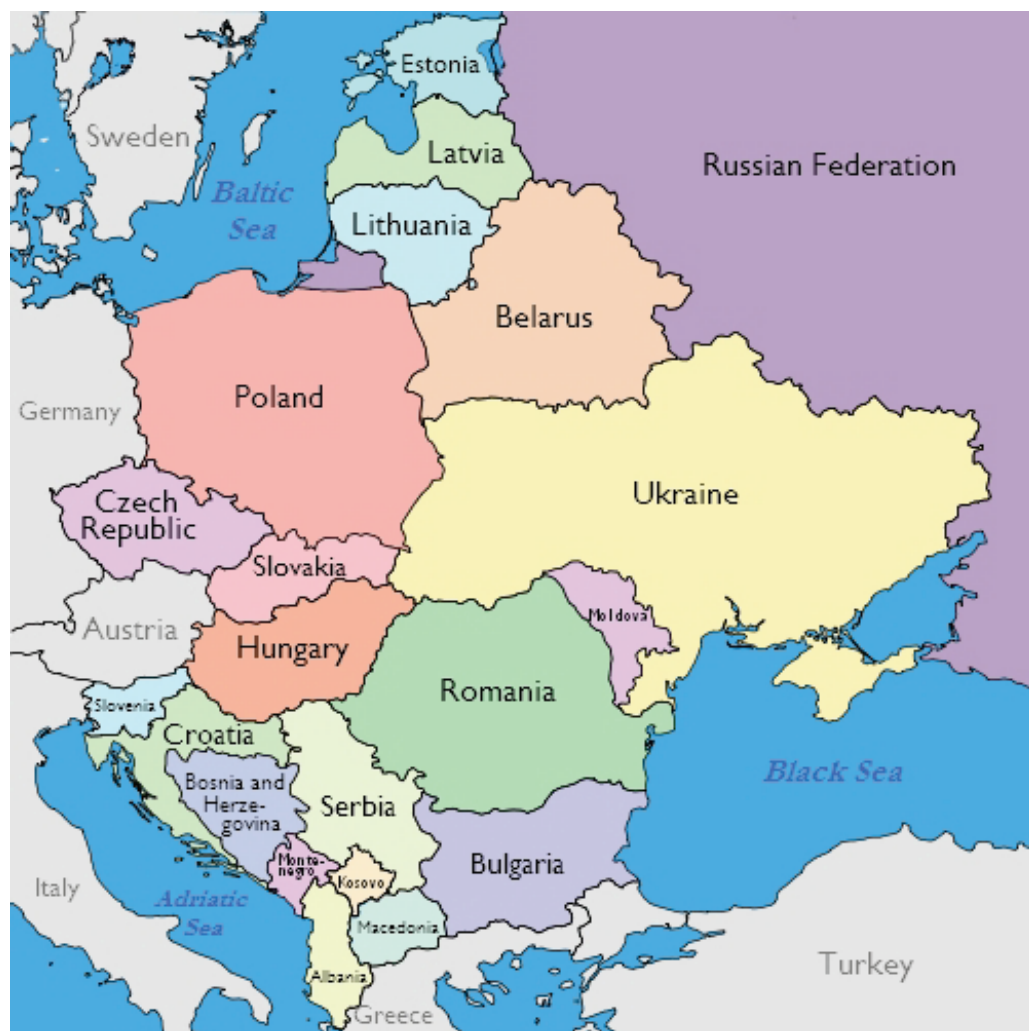 Estonia
Sweden
Latvia
Russian Federation
Baltic
Sea
Lithuania
Belarus
Poland
Germany
Ukraine
Czech
Republic
Slovakia
Moldova
Austria
Hungary
Romania
Slovenia
Croatia
Black Sea
Bosnia and
Herze-
govina
Serbia
Monte-
negro
Kosovo
Bulgaria
Italy
Adriatic
Sea
Macedonia
Albania
Turkey
Greece